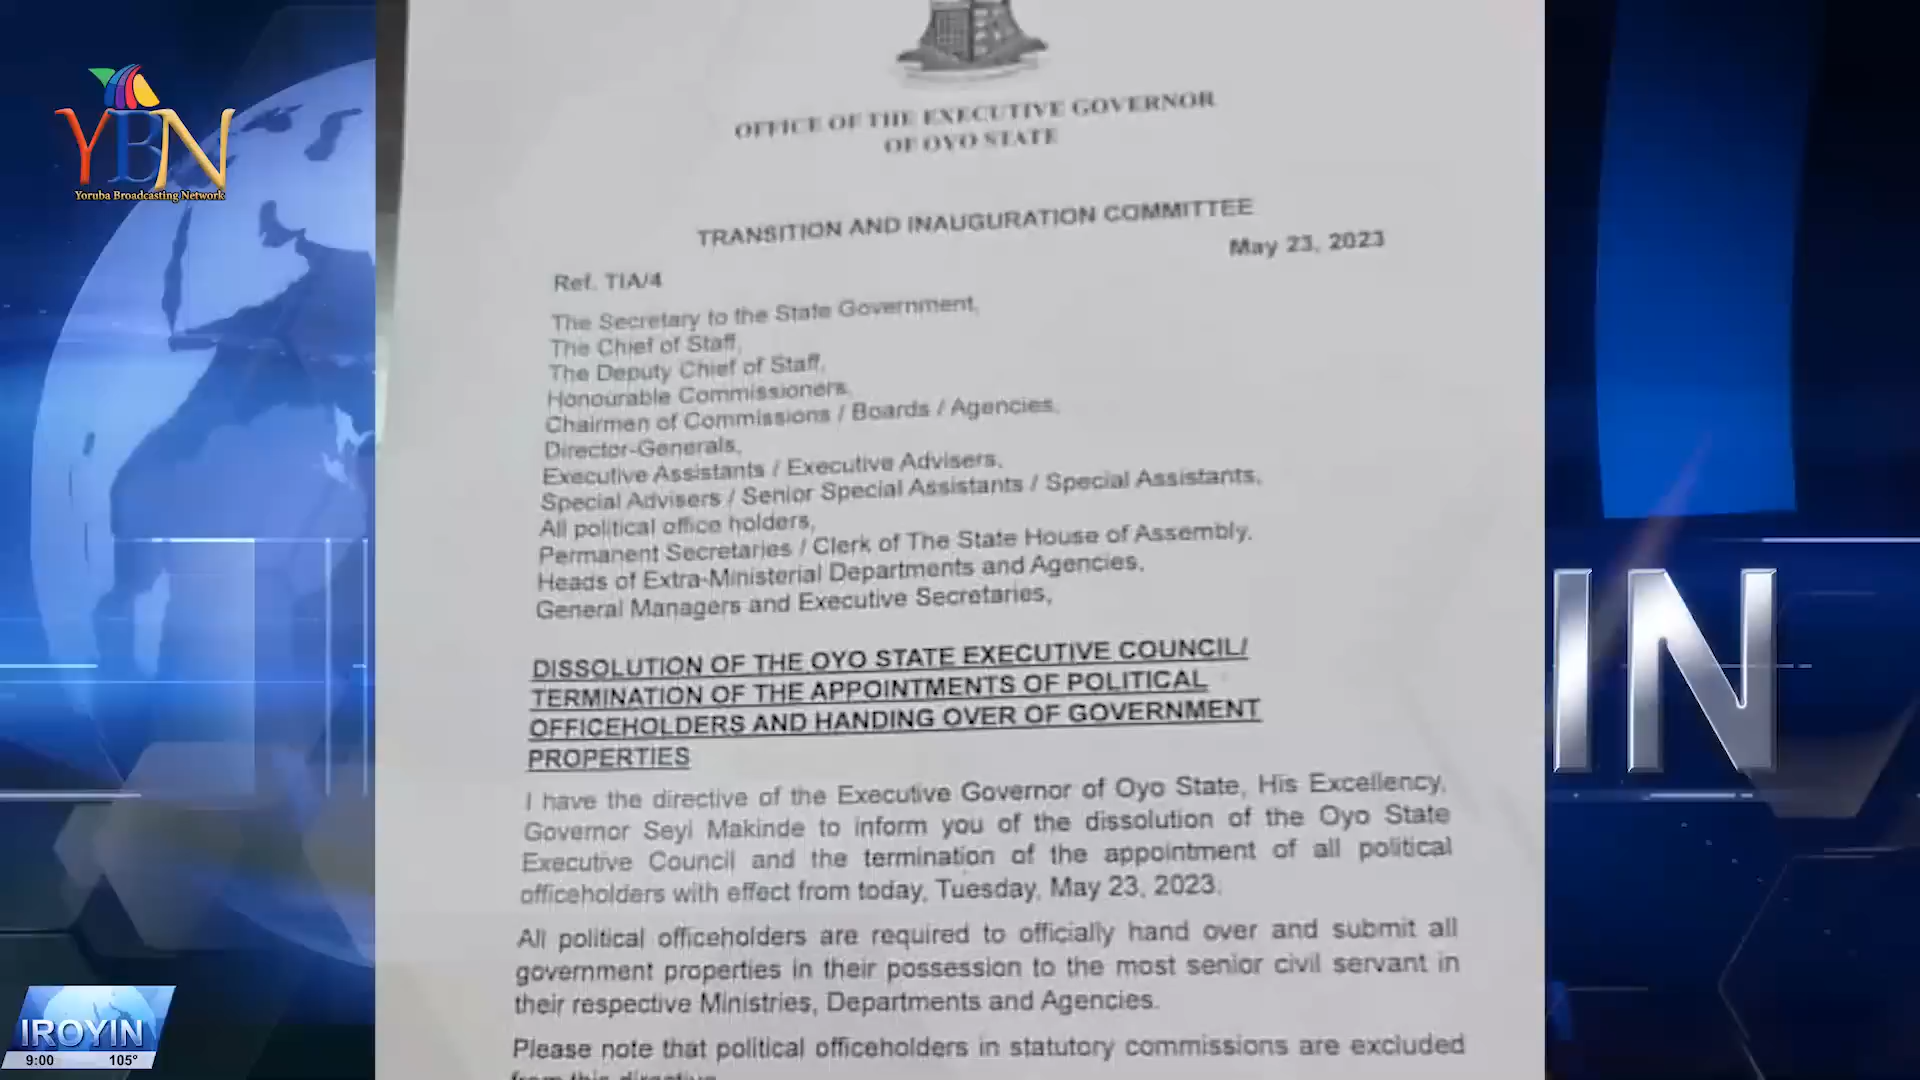 YBN
Yoruba Broadcasting Network
OFFICE OF THE EXECUTIVE GOVERNOR
OF OYO STATE
TRANSITION AND INAUGURATION COMMITTEE
May 23, 2023
Ref. TIA/4
The Secretary to the State Government,
The Chief of Staff,
The Deputy Chief of Staff,
Honourable Commissioners,
Chairmen of Commissions / Boards / Agencies,
Director-Generals,
Executive Assistants / Executive Advisers,
Special Advisers / Senior Special Assistants / Special Assistants,
All political office holders,
Permanent Secretaries / Clerk of The State House of Assembly,
Heads of Extra-Ministerial Departments and Agencies,
General Managers and Executive Secretaries,
DISSOLUTION OF THE OYO STATE EXECUTIVE COUNCIL/
TERMINATION OF THE APPOINTMENTS OF POLITICAL
OFFICEHOLDERS AND HANDING OVER OF GOVERNMENT
PROPERTIES
I have the directive of the Executive Governor of Oyo State, His Excellency,
Governor Seyi Makinde to inform you of the dissolution of the Oyo State
Executive Council and the termination of the appointment of all political
officeholders with effect from today, Tuesday, May 23, 2023.
All political officeholders are required to officially hand over and submit all
government properties in their possession to the most senior civil servant in
their respective Ministries, Departments and Agencies.
Please note that political officeholders in statutory commissions are excluded
from this directive
IN
IROYIN
9:00 105°